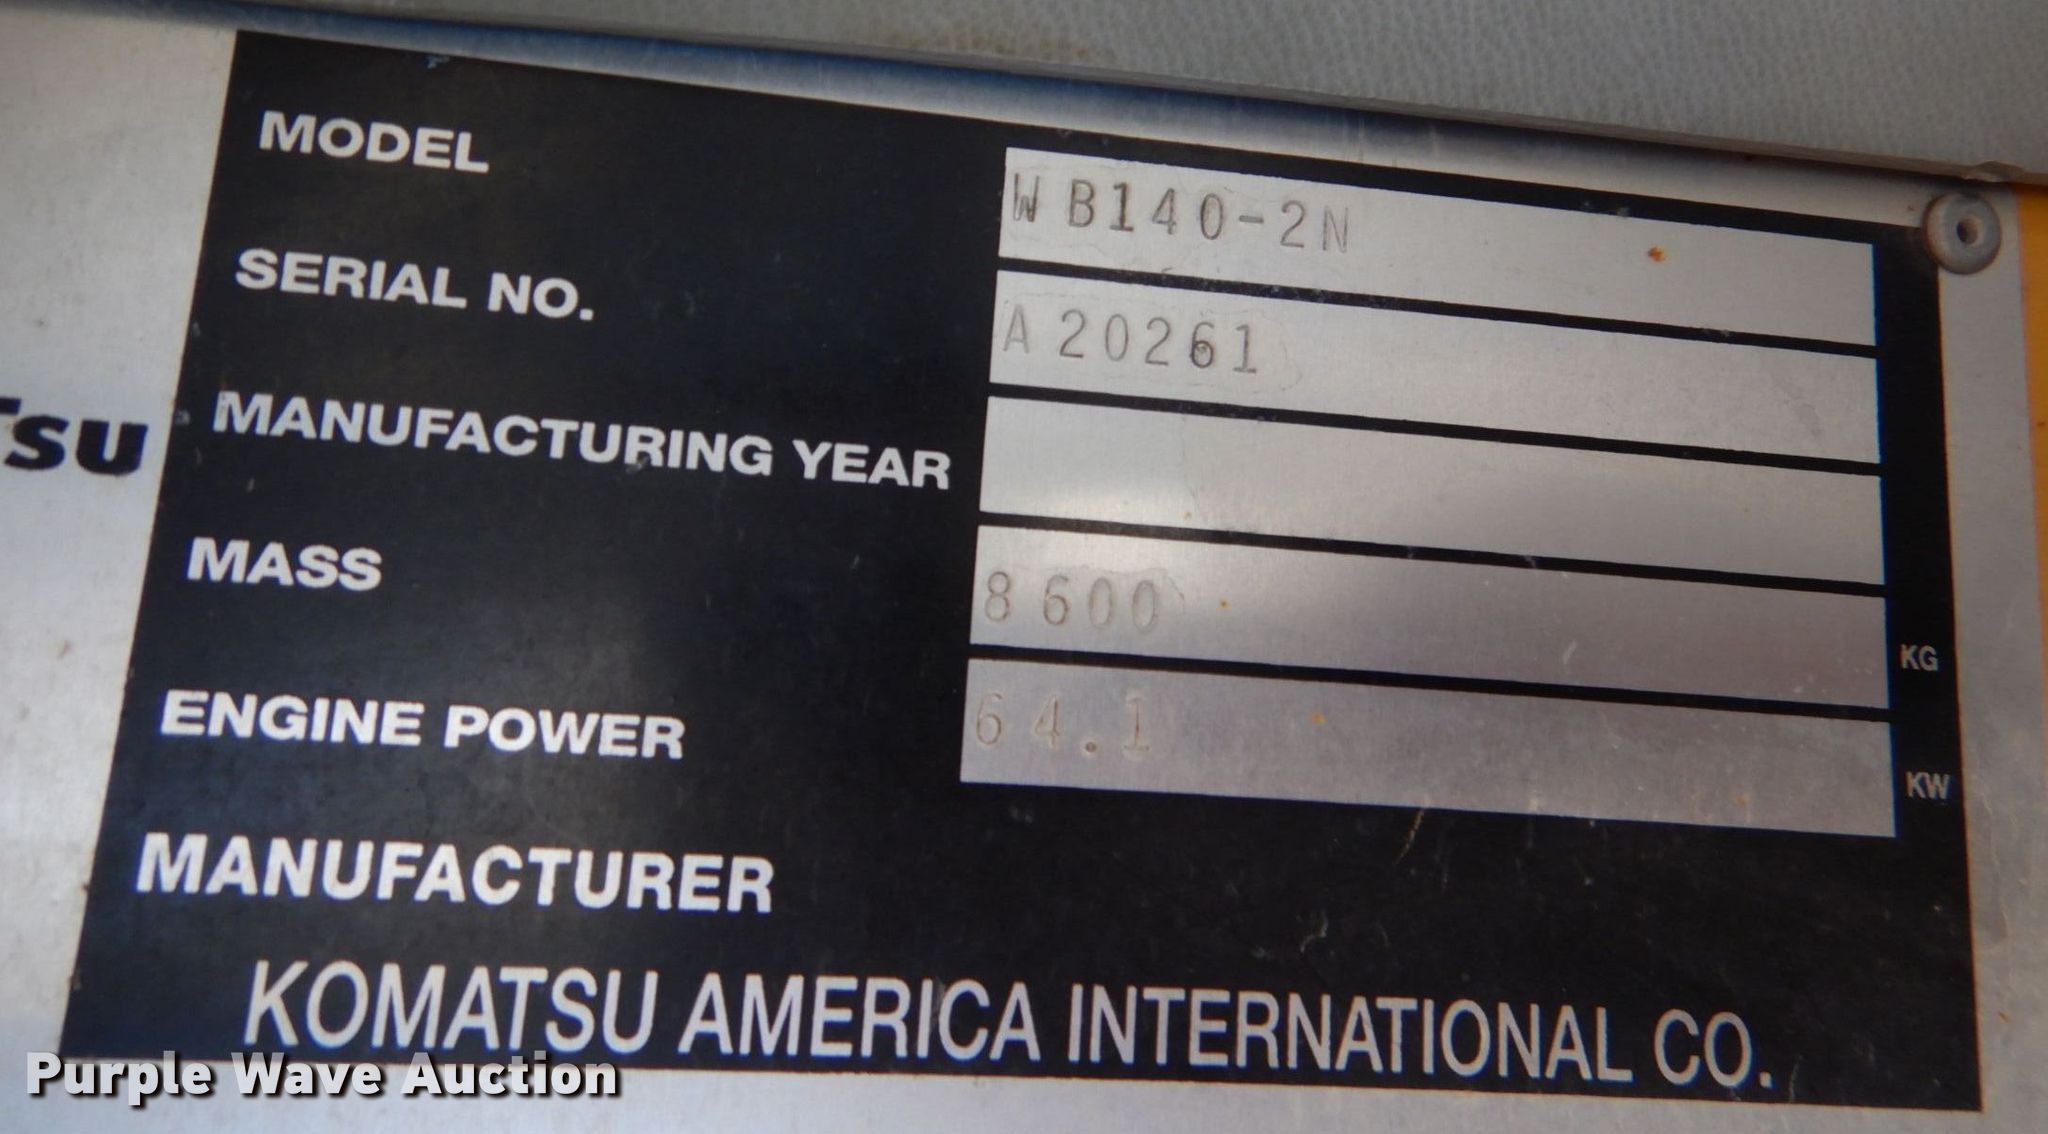 MODEL WB140-2N
SERIAL NO. A20261
TSU
MANUFACTURING YEAR
MASS 8600 KG
ENGINE POWER 64.1 KW
MANUFACTURER
KOMATSU AMERICA INTERNATIONAL CO.
Purple Wave Auction